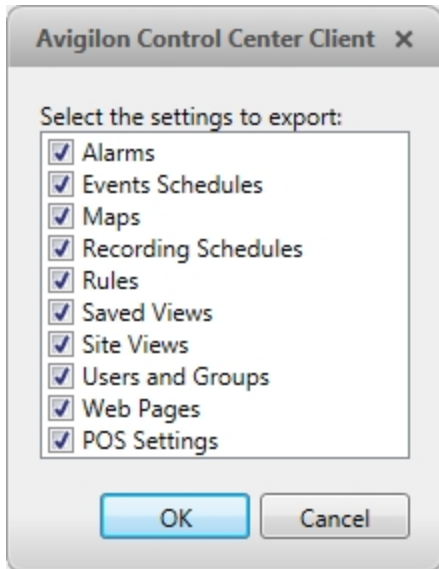 Avigilon Control Center Client
Select the settings to export:
Alarms
Events Schedules
Maps
Recording Schedules
Rules
Saved Views
Site Views
Users and Groups
Web Pages
POS Settings
OK Cancel